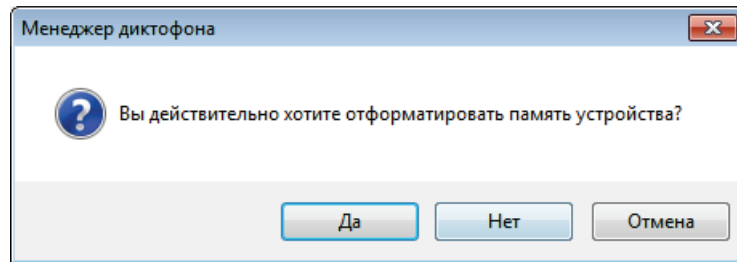 Менеджер диктофона
Вы действительно хотите отформатировать память устройства?
Да Нет Отмена